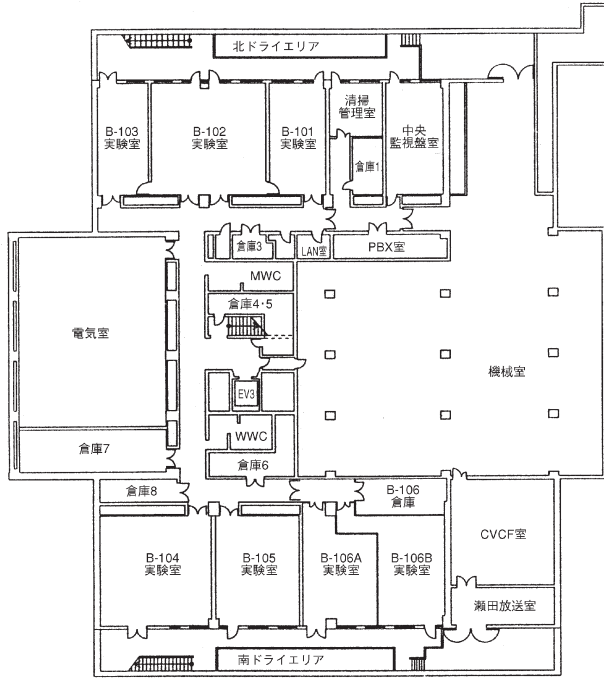 北ドライエリア
B-103
実験室
B-102
実験室
B-101
実験室
清掃
管理室
倉庫1
中央
監視盤室
倉庫3
LAN室
PBX室
MWC
倉庫4・5
電気室
機械室
EV3
WWC
倉庫6
倉庫7
倉庫8
B-106
倉庫
CVCF室
B-104
実験室
B-105
実験室
B-106A
実験室
B-106B
実験室
瀬田放送室
南ドライエリア